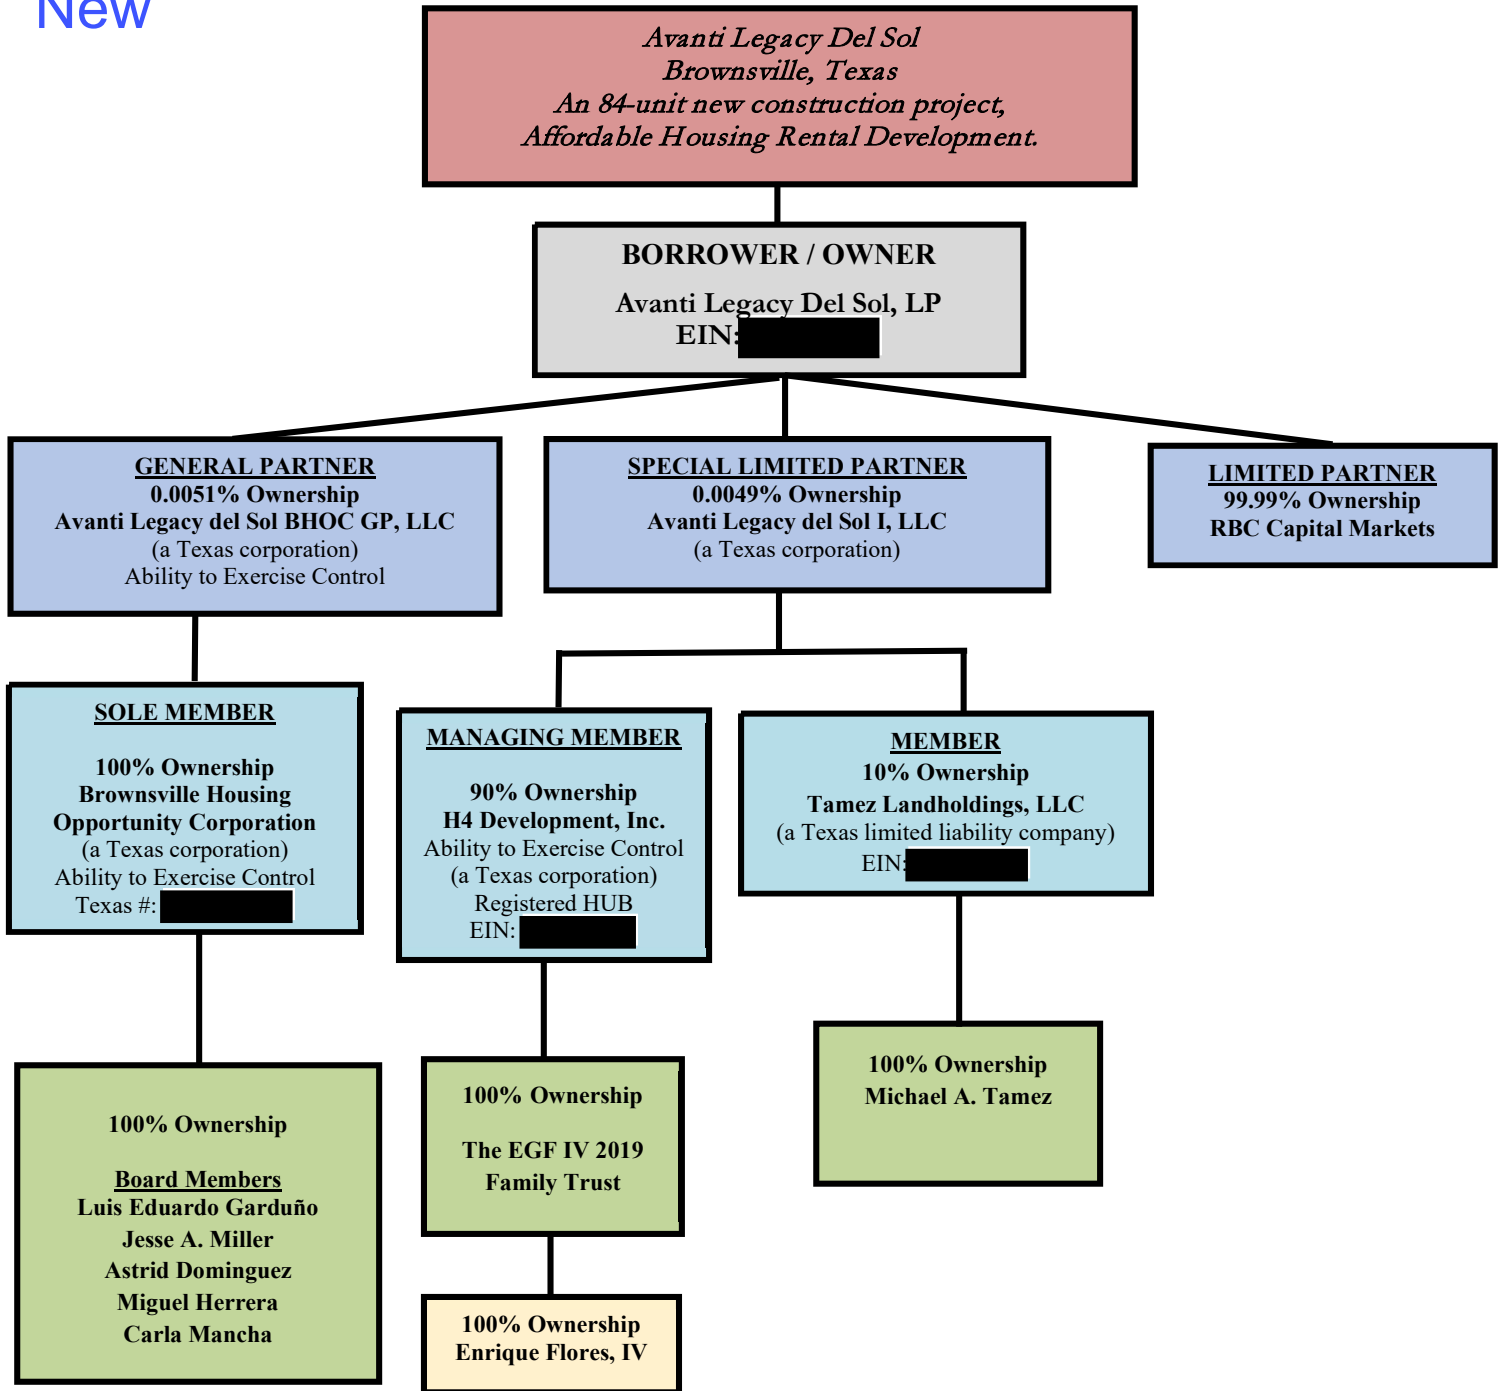 New
Avanti Legacy Del Sol
Brownsville, Texas
An 84-unit new construction project,
Affordable Housing Rental Development.
BORROWER / OWNER
Avanti Legacy Del Sol, LP
EIN:
GENERAL PARTNER
0.0051% Ownership
Avanti Legacy del Sol BHOC GP, LLC
(a Texas corporation)
Ability to Exercise Control
SPECIAL LIMITED PARTNER
0.0049% Ownership
Avanti Legacy del Sol I, LLC
(a Texas corporation)
LIMITED PARTNER
99.99% Ownership
RBC Capital Markets
SOLE MEMBER
100% Ownership
Brownsville Housing
Opportunity Corporation
(a Texas corporation)
Ability to Exercise Control
Texas #:
MANAGING MEMBER
90% Ownership
H4 Development, Inc.
Ability to Exercise Control
(a Texas corporation)
Registered HUB
EIN:
MEMBER
10% Ownership
Tamez Landholdings, LLC
(a Texas limited liability company)
EIN:
100% Ownership
Board Members
Luis Eduardo Garduño
Jesse A. Miller
Astrid Dominguez
Miguel Herrera
Carla Mancha
100% Ownership
The EGF IV 2019
Family Trust
100% Ownership
Michael A. Tamez
100% Ownership
Enrique Flores, IV